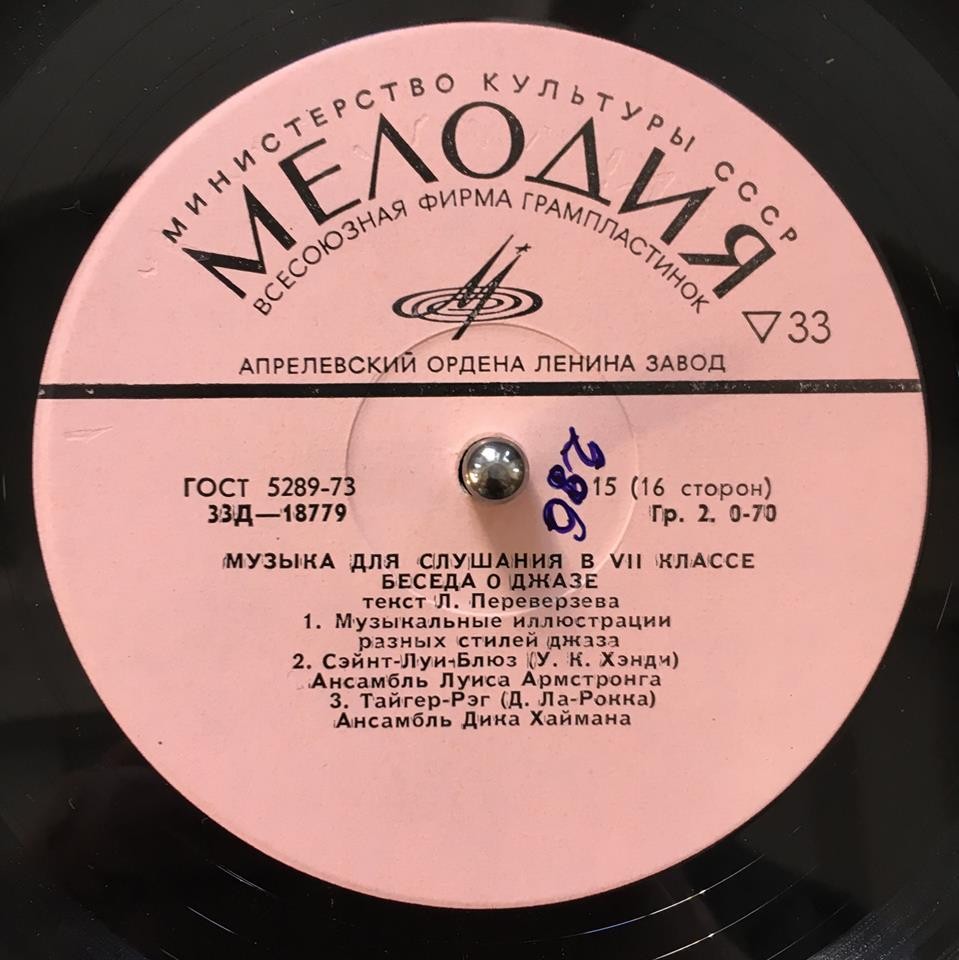 МИНИСТЕРСТВО КУЛЬТУРЫ СССР
МЕЛОДИЯ
ВСЕСОЮЗНАЯ ФИРМА ГРАМПЛАСТИНОК
33
АПРЕЛЕВСКИЙ ОРДЕНА ЛЕНИНА ЗАВОД
286
ГОСТ 5289-73
15 (16 сторон)
33Д—18779
Гр. 2. 0-70
МУЗЫКА ДЛЯ СЛУШАНИЯ В VII КЛАССЕ
БЕСЕДА О ДЖАЗЕ
текст Л. Переверзева
1. Музыкальные иллюстрации
разных стилей джаза
2. Сэйнт-Луи-Блюз (У. К. Хэнди)
Ансамбль Луиса Армстронга
3. Тайгер-Рэг (Д. Ла-Рокка)
Ансамбль Дика Хаймана